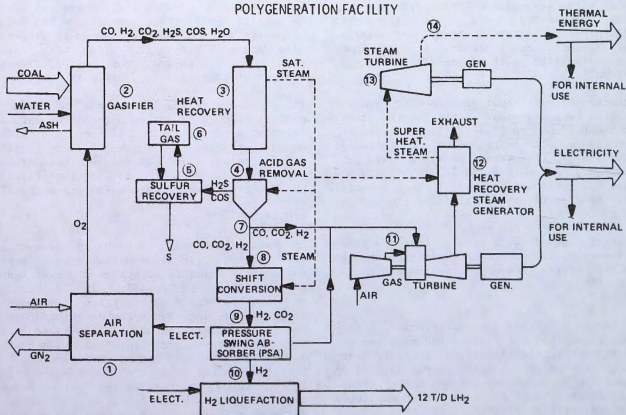 POLYGENERATION FACILITY
CO, H2, CO2, H2S, COS, H2O
COAL
WATER
ASH
②
GASIFIER
HEAT RECOVERY
③
SAT. STEAM
TAIL GAS
⑥
⑤
SULFUR RECOVERY
S
H2S
COS
④
ACID GAS REMOVAL
⑦
CO, CO2, H2
CO, CO2, H2
STEAM
⑧
SHIFT CONVERSION
⑨
H2, CO2
PRESSURE SWING AB-SORBER (PSA)
⑩
H2
ELECT.
H2 LIQUEFACTION
12 T/D LH2
O2
AIR
GN2
AIR SEPARATION
①
ELECT.
STEAM TURBINE
⑬
⑭
GEN
THERMAL ENERGY
FOR INTERNAL USE
SUPER HEAT. STEAM
EXHAUST
⑫
HEAT RECOVERY STEAM GENERATOR
ELECTRICITY
FOR INTERNAL USE
⑪
GAS TURBINE
GEN.
AIR